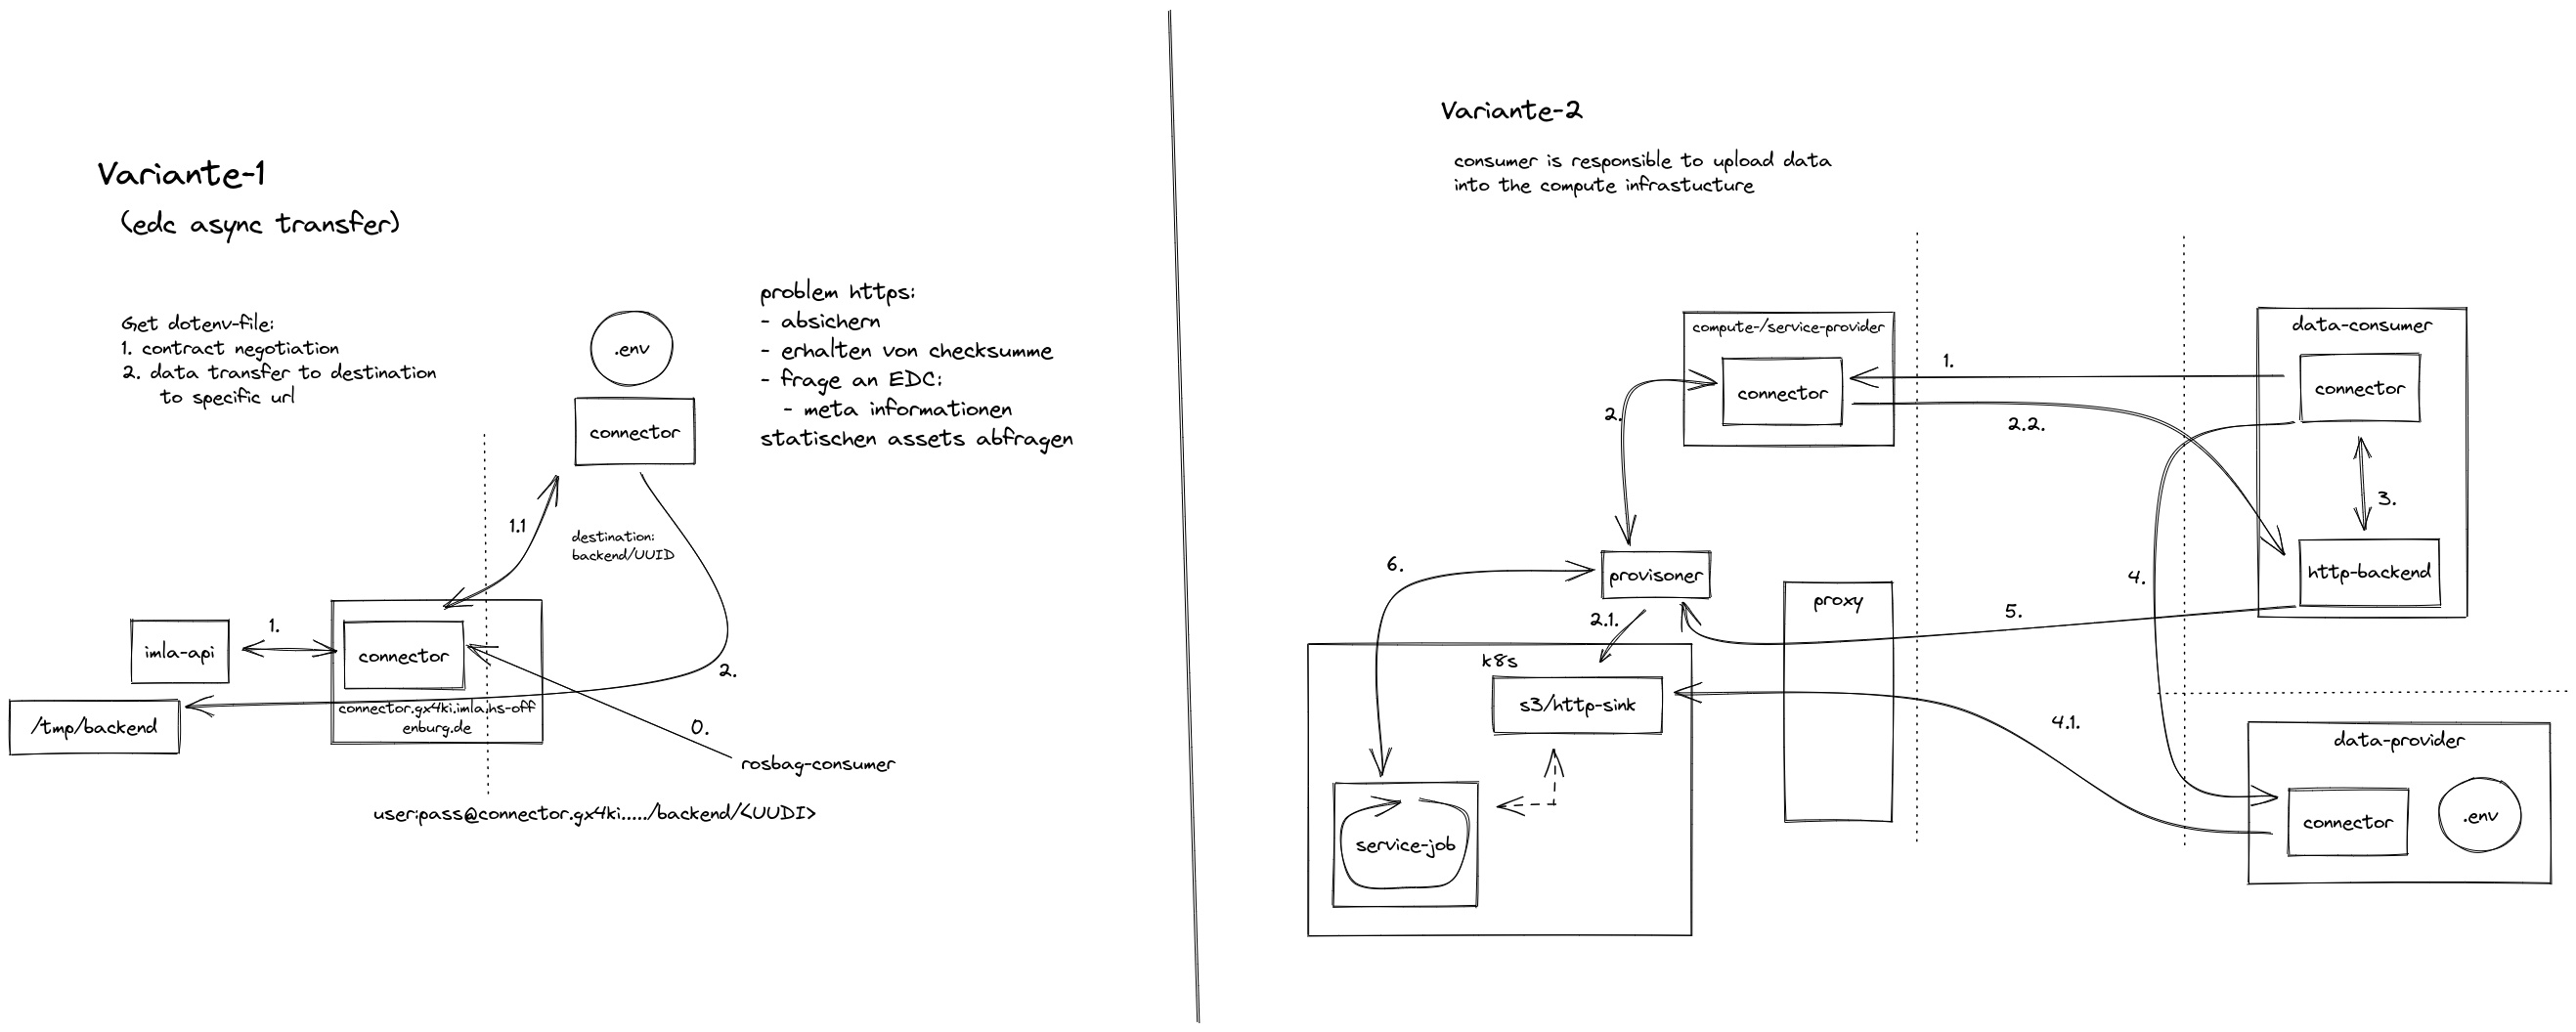 Variante-1
(edc async transfer)
Get dotenv-file:
1. contract negotiation
2. data transfer to destination
to specific url
.env
connector
problem https:
- absichern
- erhalten von checksumme
- frage an EDC:
- meta informationen
statischen assets abfragen
1.1
destination:
backend/UUID
imla-api
1.
connector
connector.gx4ki.imla.hs-off
enburg.de
/tmp/backend
2.
0.
rosbag-consumer
user:pass@connector.gx4ki...../backend/<UUDI>
Variante-2
consumer is responsible to upload data
into the compute infrastucture
compute-/service-provider
connector
1.
2.
2.2.
data-consumer
connector
3.
http-backend
4.
5.
6.
provisoner
2.1.
proxy
k8s
s3/http-sink
service-job
4.1.
data-provider
connector
.env